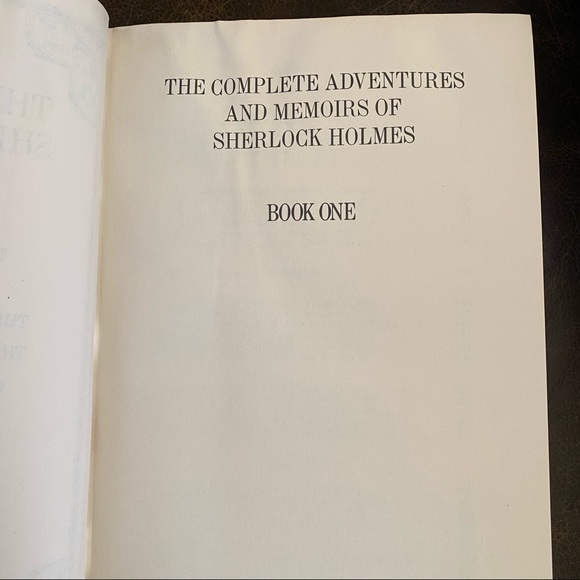 THE COMPLETE ADVENTURES
AND MEMOIRS OF
SHERLOCK HOLMES
BOOK ONE